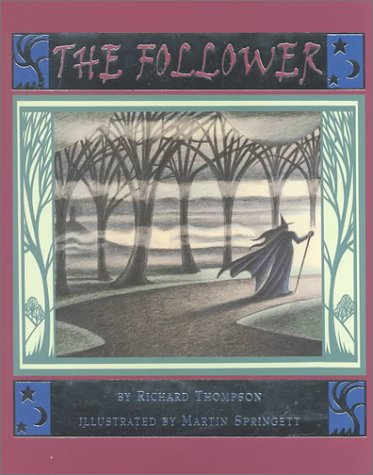 THE FOLLOWER
BY RICHARD THOMPSON
ILLUSTRATED BY MARTIN SPRINGETT